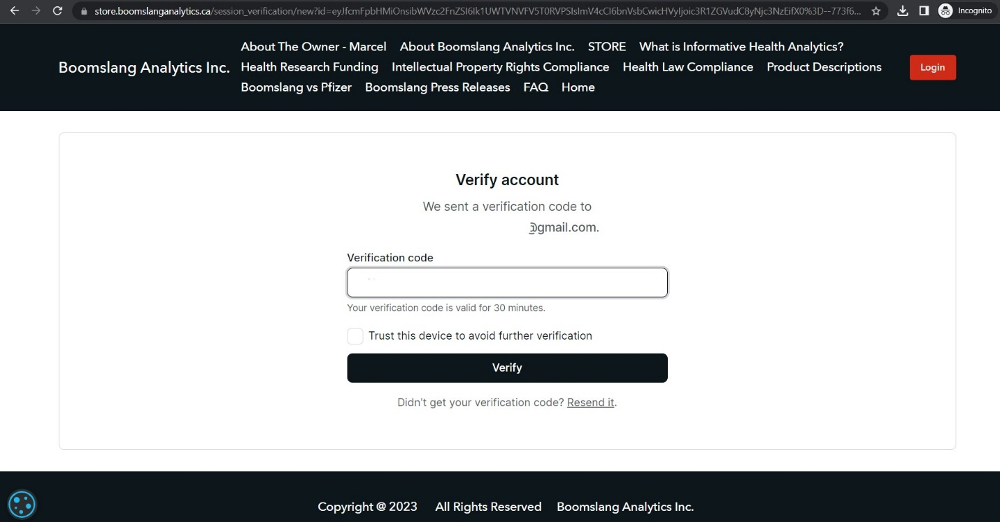 store.boomslanganalytics.ca/session_verification/new?id=eyJfcmFpbHMiOnsibWVzc2FnZSI6Ik1UWTVNVFV5T0RVPSIsImV4cCI6bnVsbCwicHVyIjoic3R1ZGVudC8yNjc3NzEifX0%3D--773f6...
Incognito
Boomslang Analytics Inc.
About The Owner - Marcel About Boomslang Analytics Inc. STORE What is Informative Health Analytics?
Health Research Funding Intellectual Property Rights Compliance Health Law Compliance Product Descriptions
Boomslang vs Pfizer Boomslang Press Releases FAQ Home
Login
Verify account
We sent a verification code to
@gmail.com.
Verification code
Your verification code is valid for 30 minutes.
Trust this device to avoid further verification
Verify
Didn't get your verification code? Resend it.
Copyright @ 2023 All Rights Reserved Boomslang Analytics Inc.